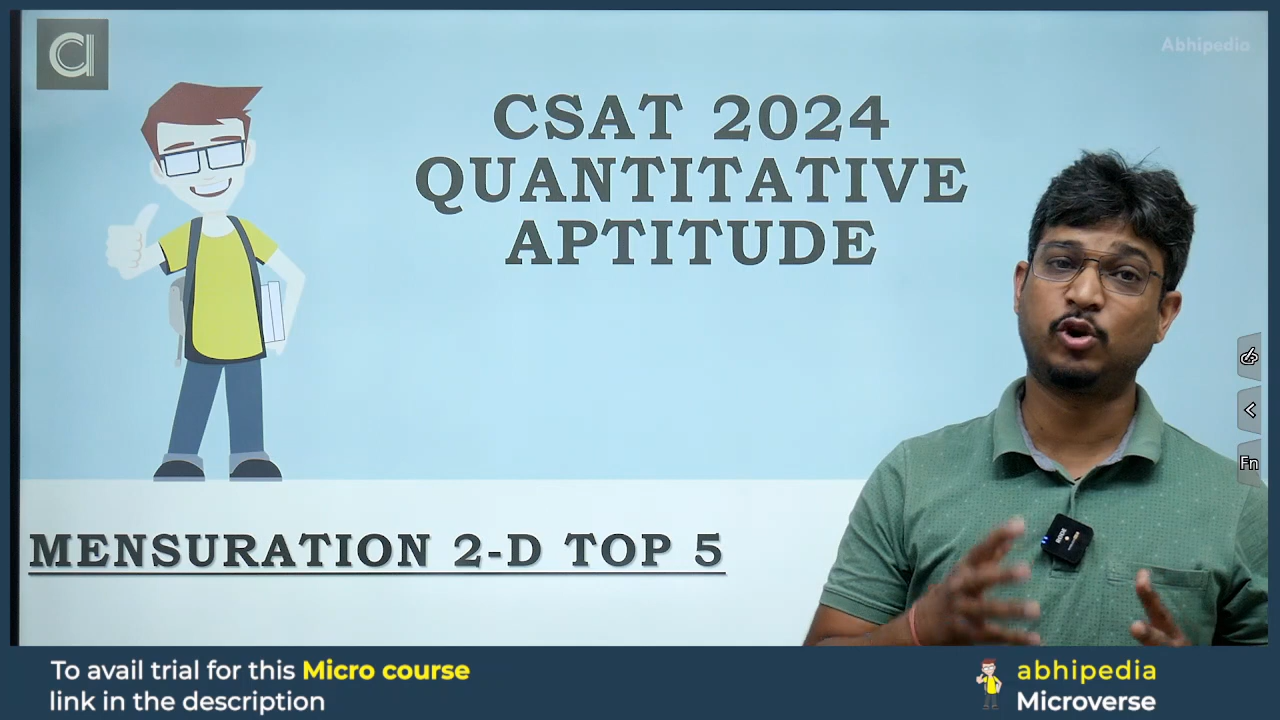 a
Abhipedia
CSAT 2024
QUANTITATIVE
APTITUDE
Fn
MENSURATION 2-D TOP 5
To avail trial for this Micro course
link in the description
abhipedia
Microverse